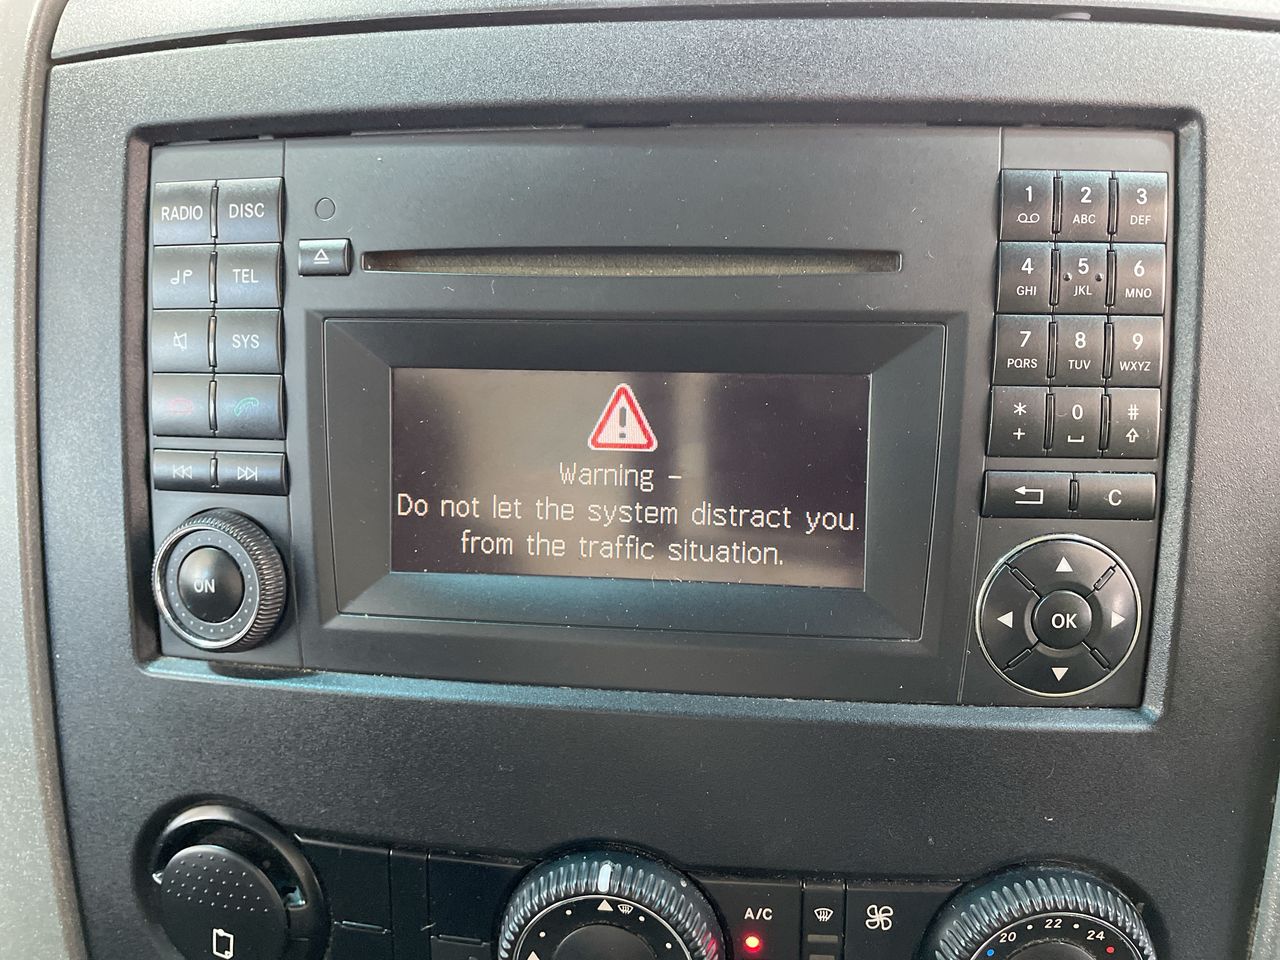 RADIO DISC
TEL
SYS
ON
Warning -
Do not let the system distract you
from the traffic situation.
1 2 3
ABC DEF
4 5 6
GHI JKL MNO
7 8 9
PQRS TUV WXYZ
* 0 #
+
C
OK
A/C
20 22 24